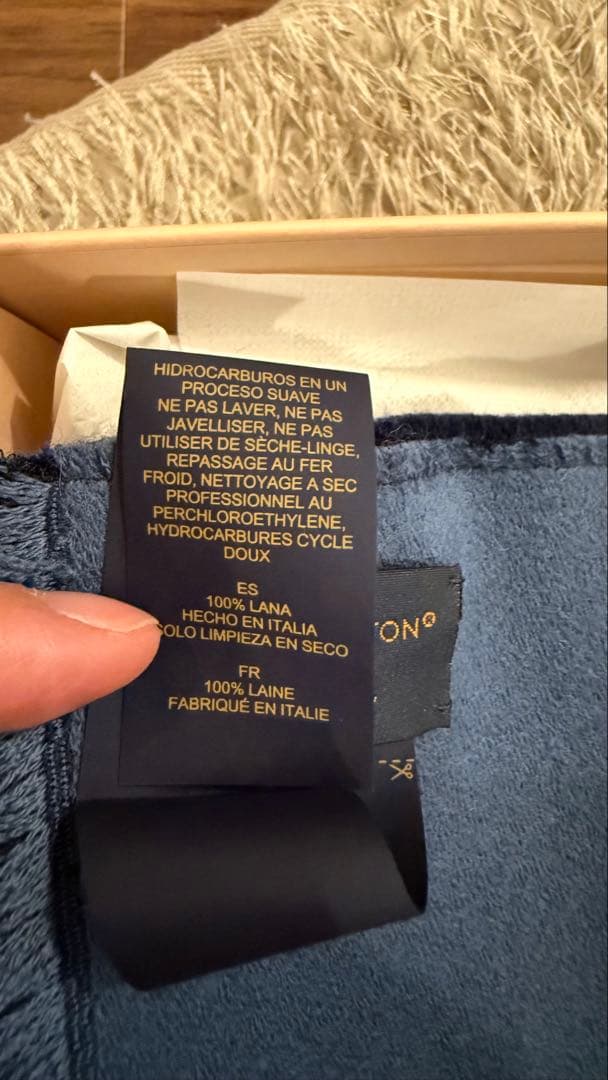 HIDROCARBUROS EN UN
PROCESO SUAVE
NE PAS LAVER, NE PAS
JAVELLISER, NE PAS
UTILISER DE SÈCHE-LINGE,
REPASSAGE AU FER
FROID, NETTOYAGE A SEC
PROFESSIONNEL AU
PERCHLOROETHYLENE,
HYDROCARBURES CYCLE
DOUX
ES
100% LANA
HECHO EN ITALIA
SOLO LIMPIEZA EN SECO
FR
100% LAINE
FABRIQUÉ EN ITALIE
TON®